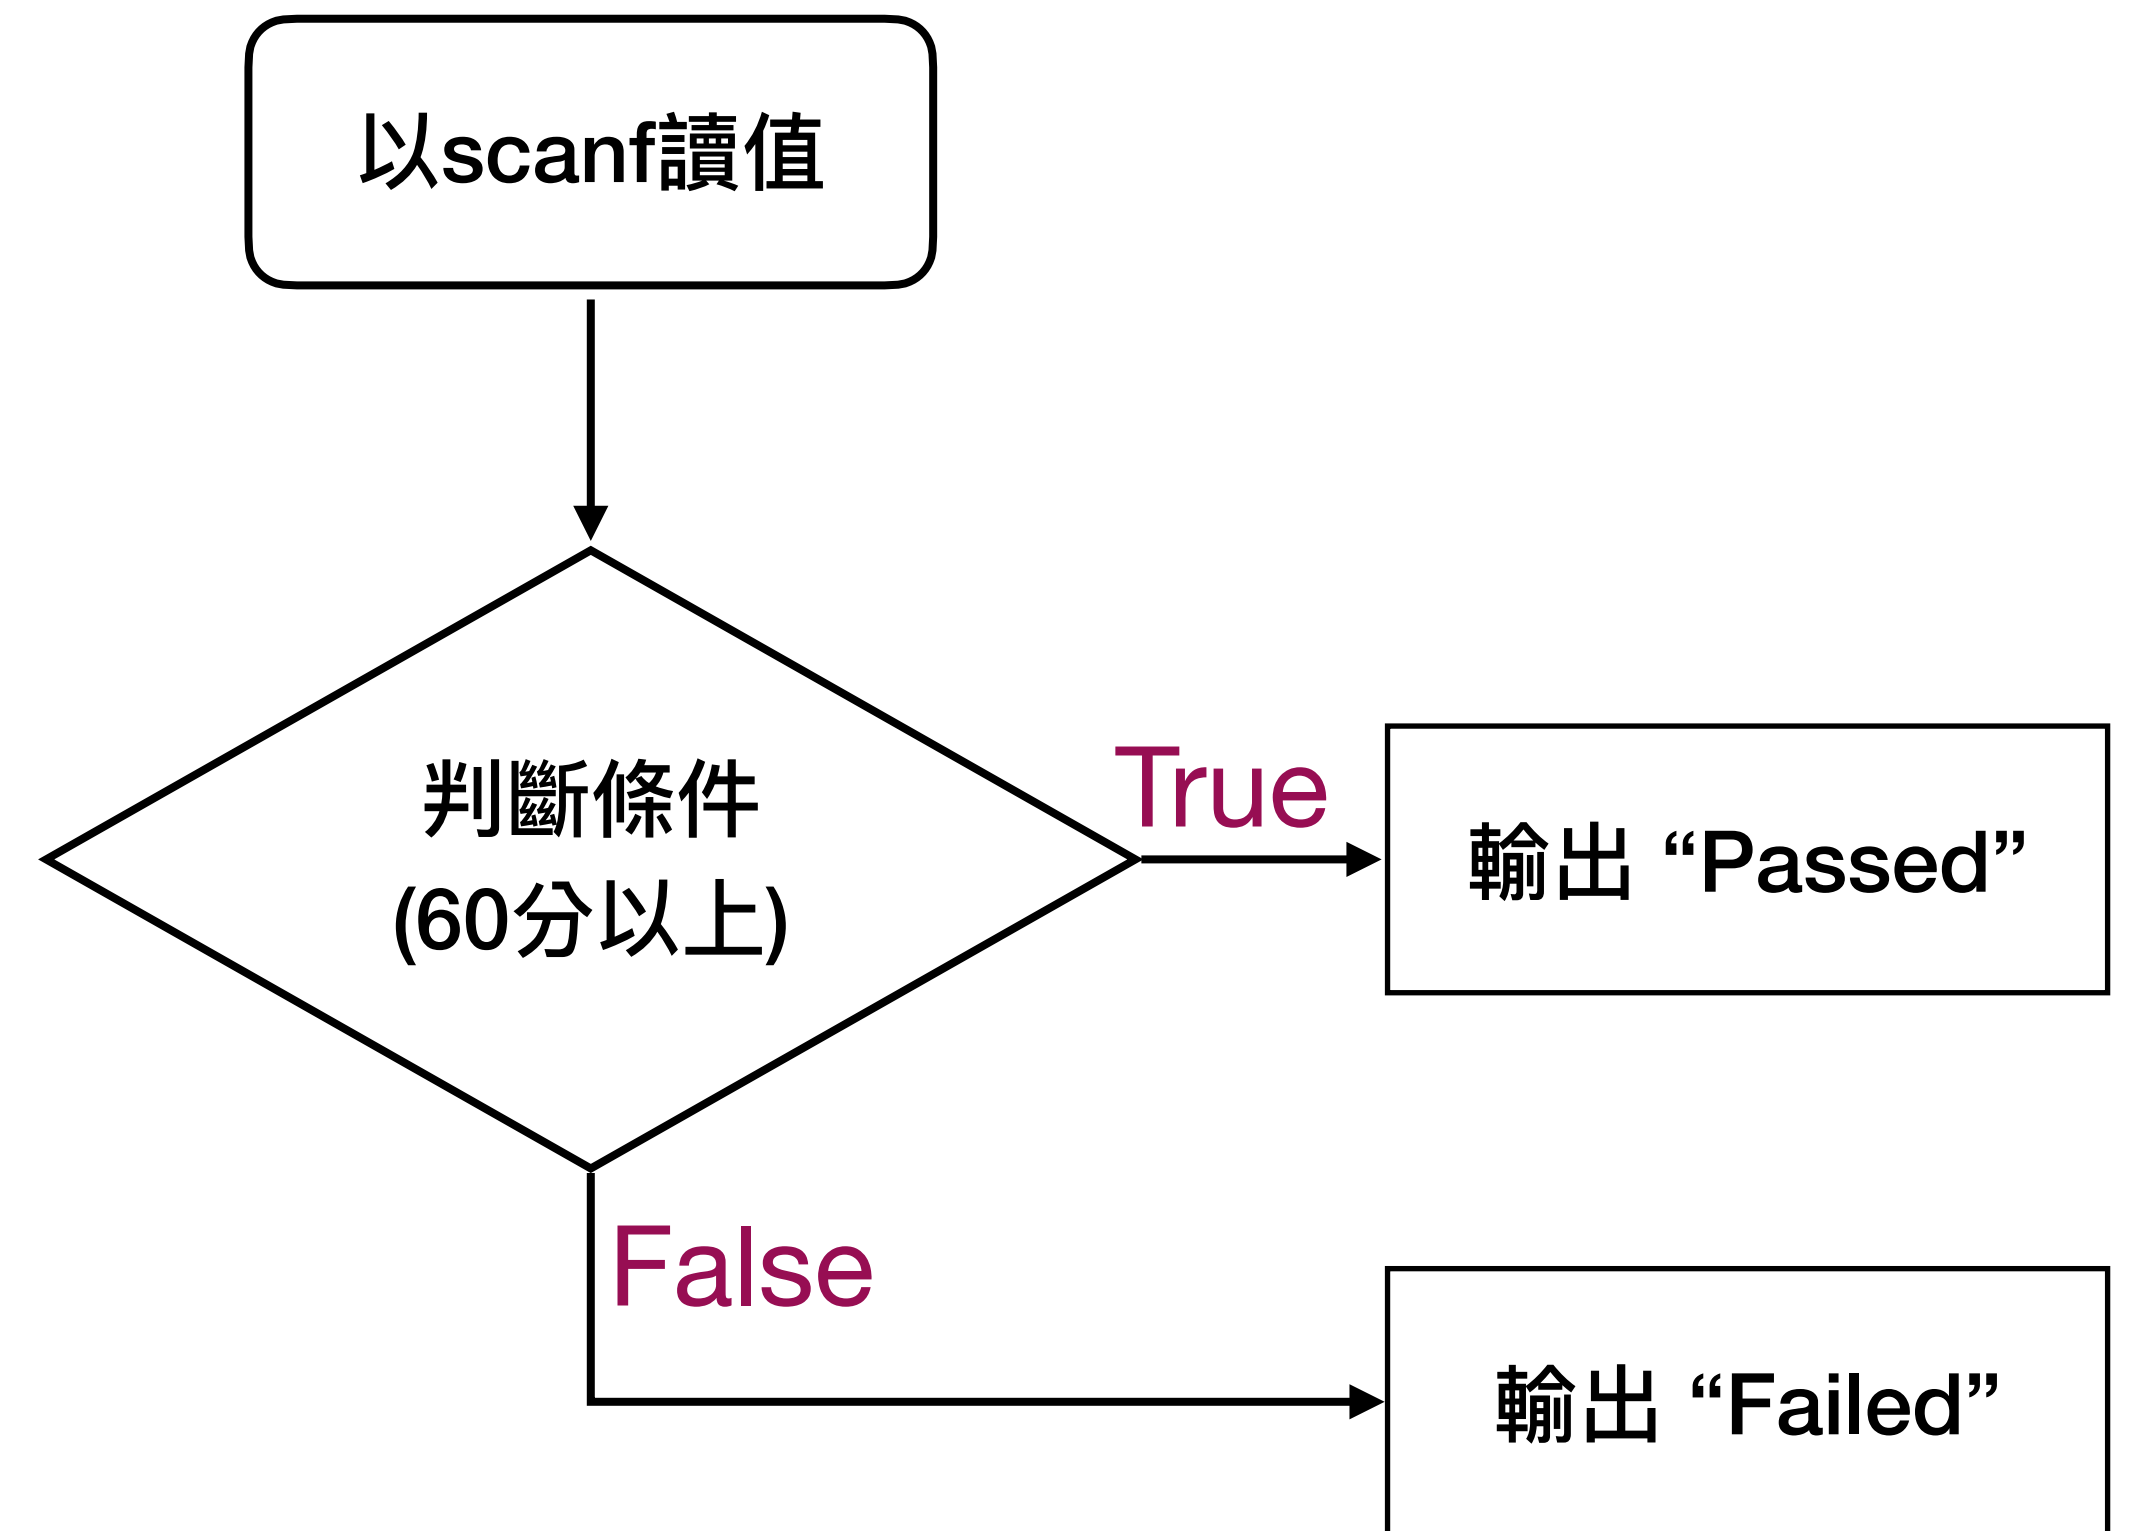 以scanf讀值
判斷條件
(60分以上)
True
輸出 “Passed”
False
輸出 “Failed”